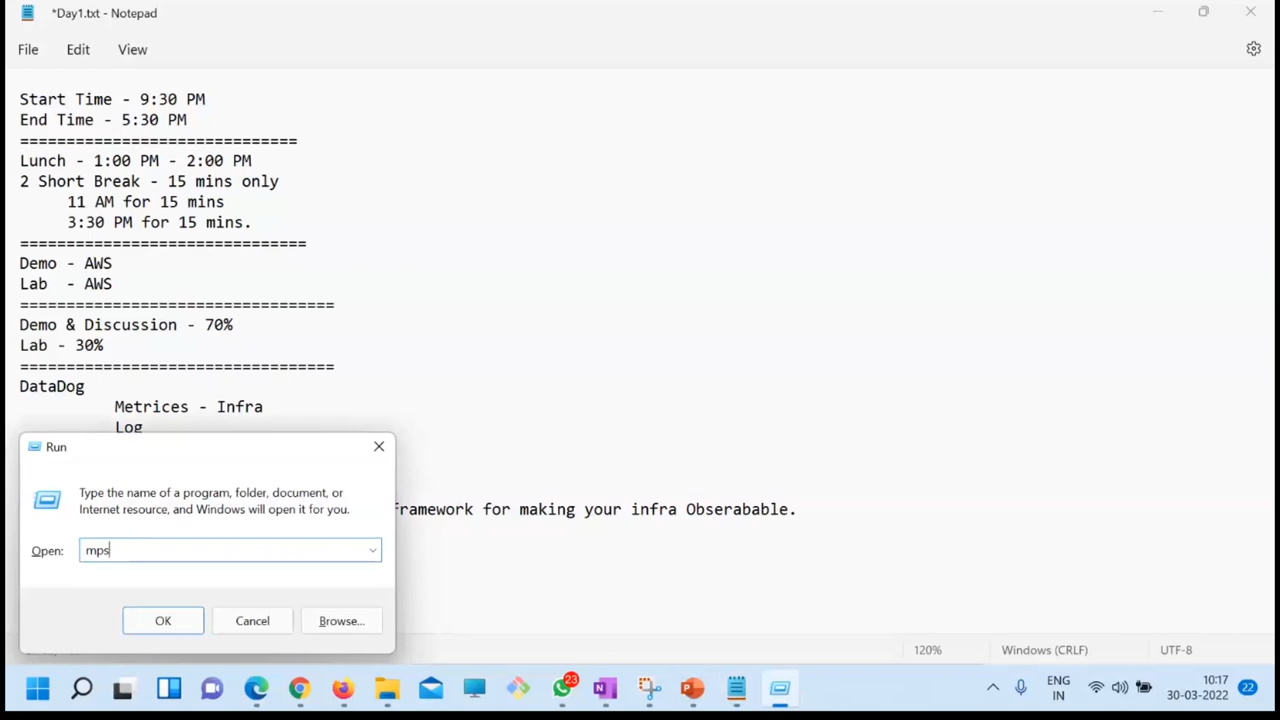 *Day1.txt - Notepad
File Edit View
Start Time - 9:30 PM
End Time - 5:30 PM
==============================
Lunch - 1:00 PM - 2:00 PM
2 Short Break - 15 mins only
11 AM for 15 mins
3:30 PM for 15 mins.
===============================
Demo - AWS
Lab - AWS
==================================
Demo & Discussion - 70%
Lab - 30%
==================================
DataDog
Metrices - Infra
Log
Run
Type the name of a program, folder, document, or
Internet resource, and Windows will open it for you.
framework for making your infra Obserabable.
Open: mps
OK Cancel Browse...
120% Windows (CRLF) UTF-8
23
ENG
IN
10:17
30-03-2022
22